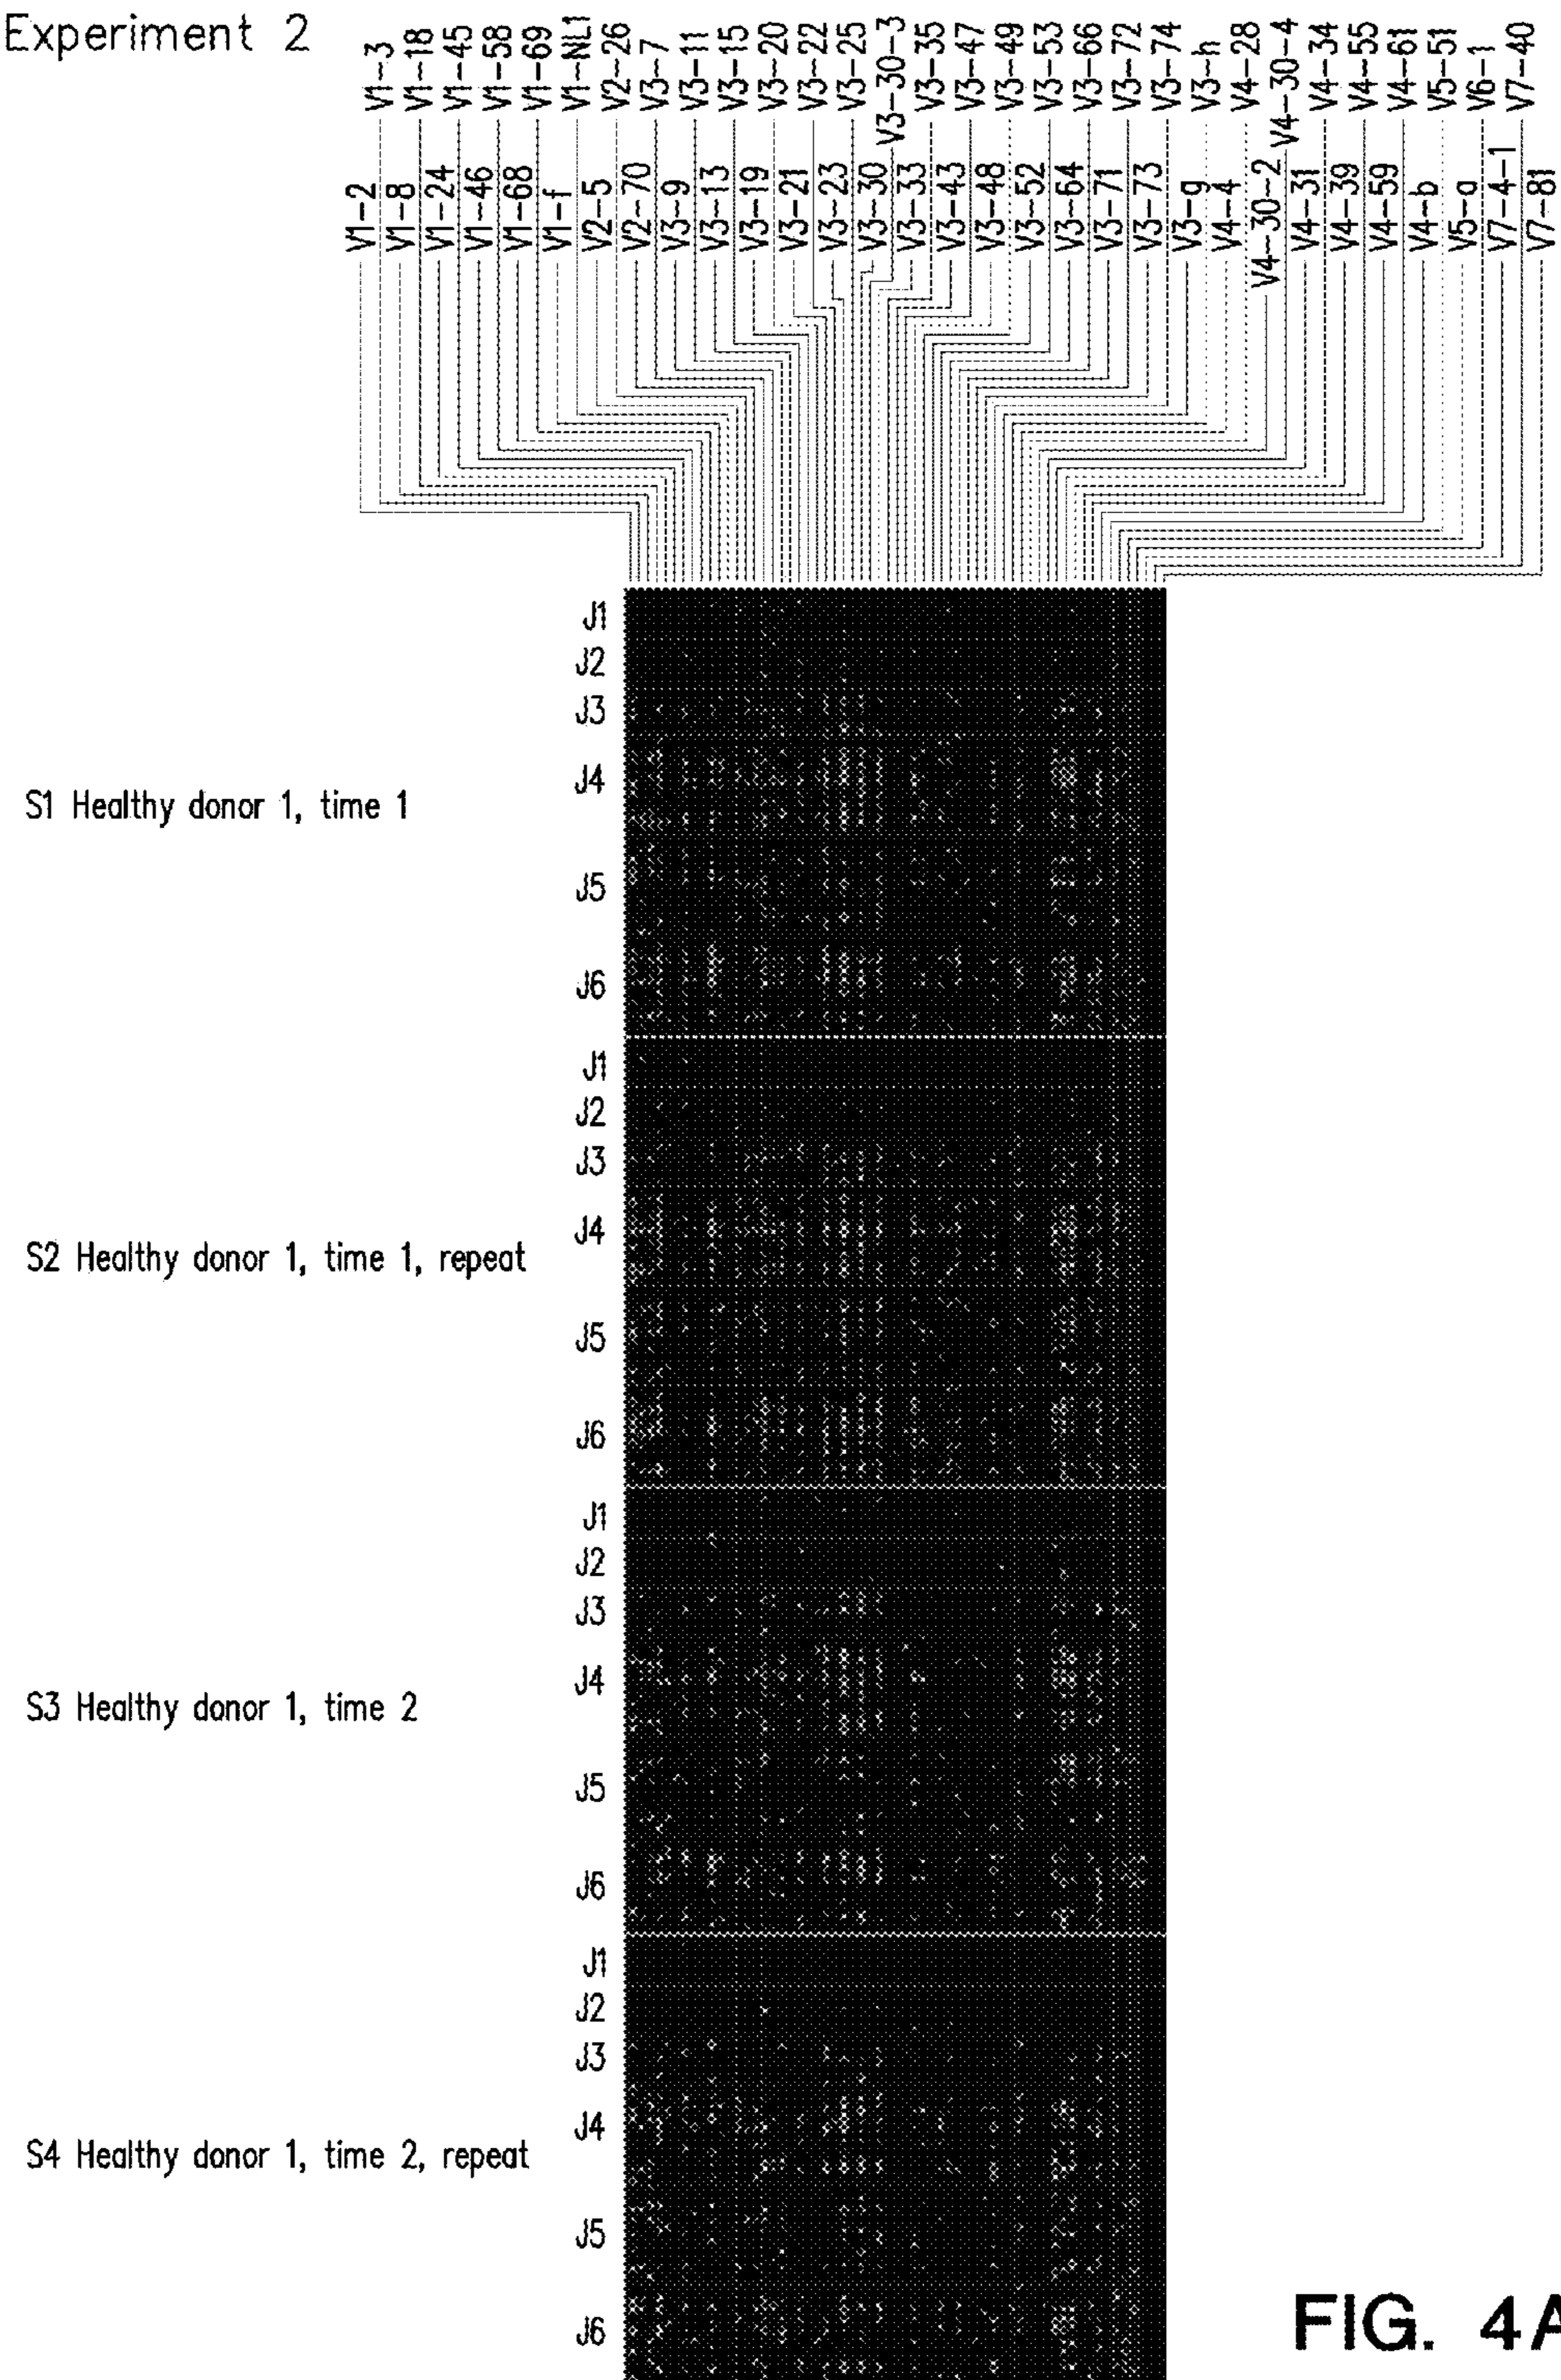 Experiment 2
V1-3 V1-18 V1-45 V1-58 V1-69 V1-NL1 V2-26 V3-7 V3-11 V3-15 V3-20 V3-22 V3-25 V3-30-3 V3-35 V3-47 V3-49 V3-53 V3-66 V3-72 V3-74 V3-h V4-28 V4-30-4 V4-34 V4-55 V4-61 V5-51 V6-1 V7-40
V1-2 V1-8 V1-24 V1-46 V1-68 V1-f V2-5 V2-70 V3-9 V3-13 V3-19 V3-21 V3-23 V3-30 V3-33 V3-43 V3-48 V3-52 V3-64 V3-71 V3-73 V3-g V4-4 V4-30-2 V4-31 V4-39 V4-59 V4-b V5-a V7-4-1 V7-81
J1
J2
J3
J4
S1 Healthy donor 1, time 1
J5
J6
J1
J2
J3
J4
S2 Healthy donor 1, time 1, repeat
J5
J6
J1
J2
J3
J4
S3 Healthy donor 1, time 2
J5
J6
J1
J2
J3
J4
S4 Healthy donor 1, time 2, repeat
J5
J6
FIG. 4A